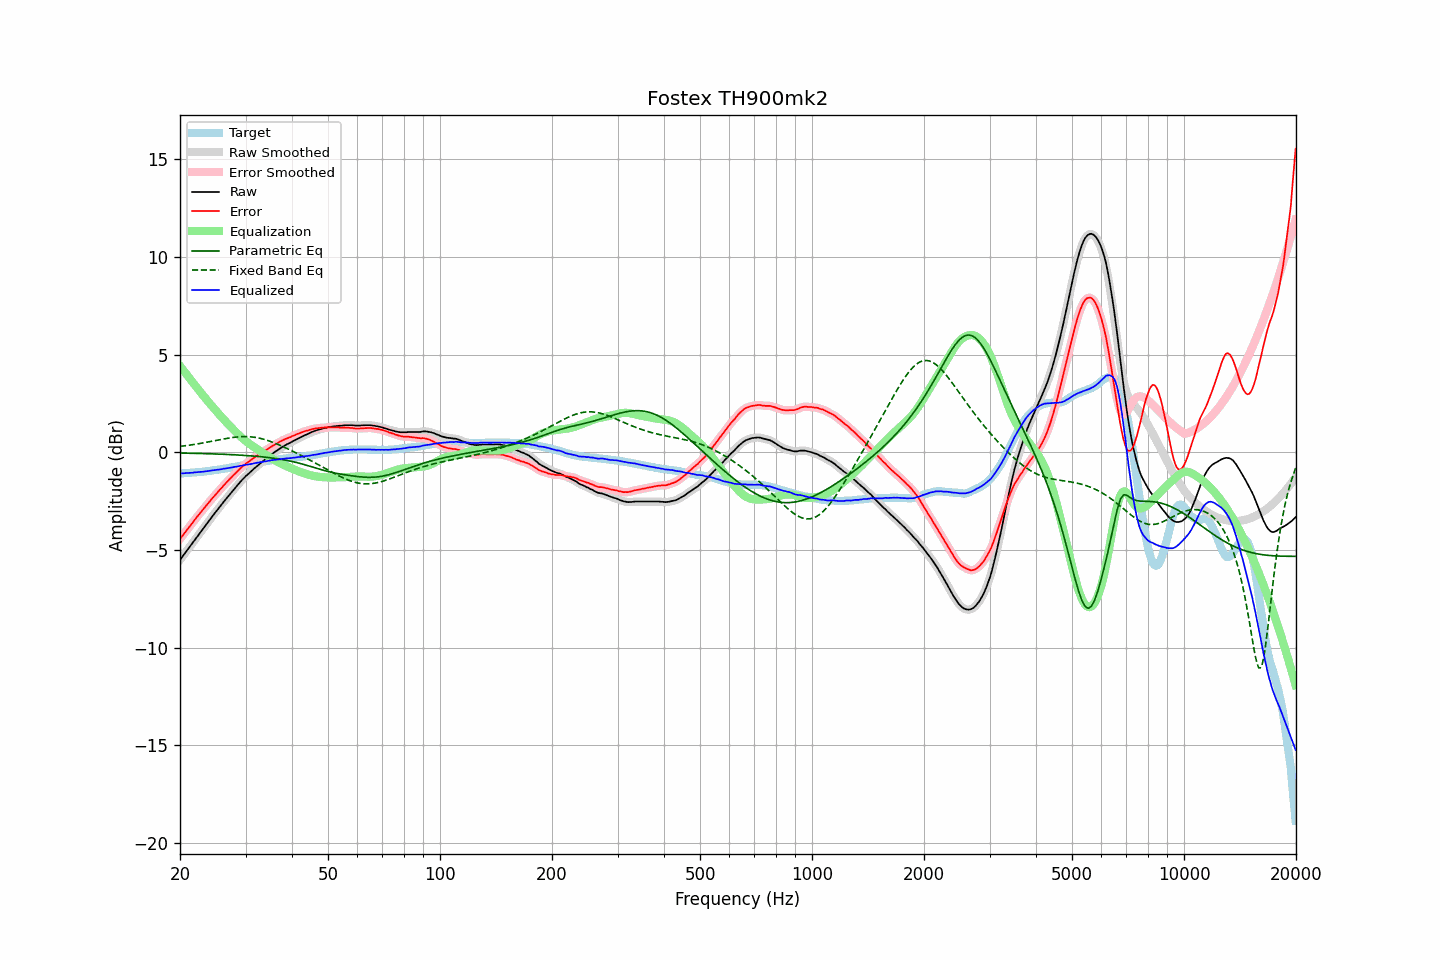 Fostex TH900mk2
Target
Raw Smoothed
Error Smoothed
Raw
Error
Equalization
Parametric Eq
Fixed Band Eq
Equalized
Amplitude (dBr)
15
10
5
0
−5
−10
−15
−20
20 50 100 200 500 1000 2000 5000 10000 20000
Frequency (Hz)